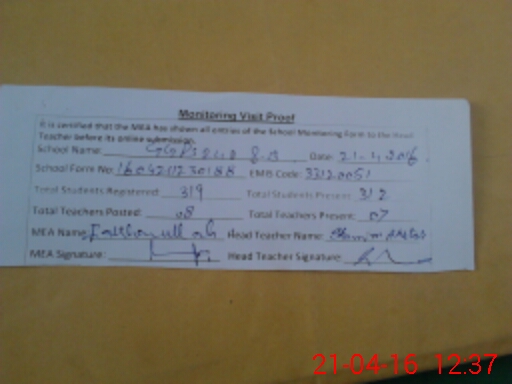 Monitoring Visit Proof
It is certified that the MEA has shown all entries of the School Monitoring Form to the Head
Teacher before its online submission.
School Name: Date: 21-4-2016
School Form No: EMIS Code: 33120051
Total Students Registered: 319 Total Students Present: 312
Total Teachers Posted: 08 Total Teachers Present: 07
MEA Name: Head Teacher Name:
MEA Signature: Head Teacher Signature:
21-04-16 12:37